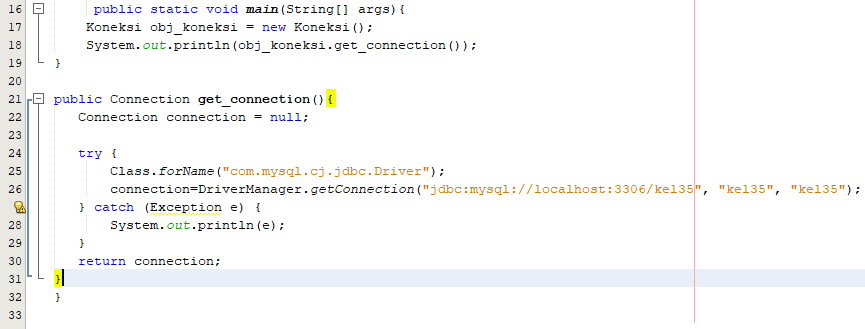 16 public static void main(String[] args){
17 Koneksi obj_koneksi = new Koneksi();
18 System.out.println(obj_koneksi.get_connection());
19 }
20
21 public Connection get_connection(){
22 Connection connection = null;
23
24 try {
25 Class.forName("com.mysql.cj.jdbc.Driver");
26 connection=DriverManager.getConnection("jdbc:mysql://localhost:3306/kel35", "kel35", "kel35");
} catch (Exception e) {
28 System.out.println(e);
29 }
30 return connection;
31 }
32 }
33